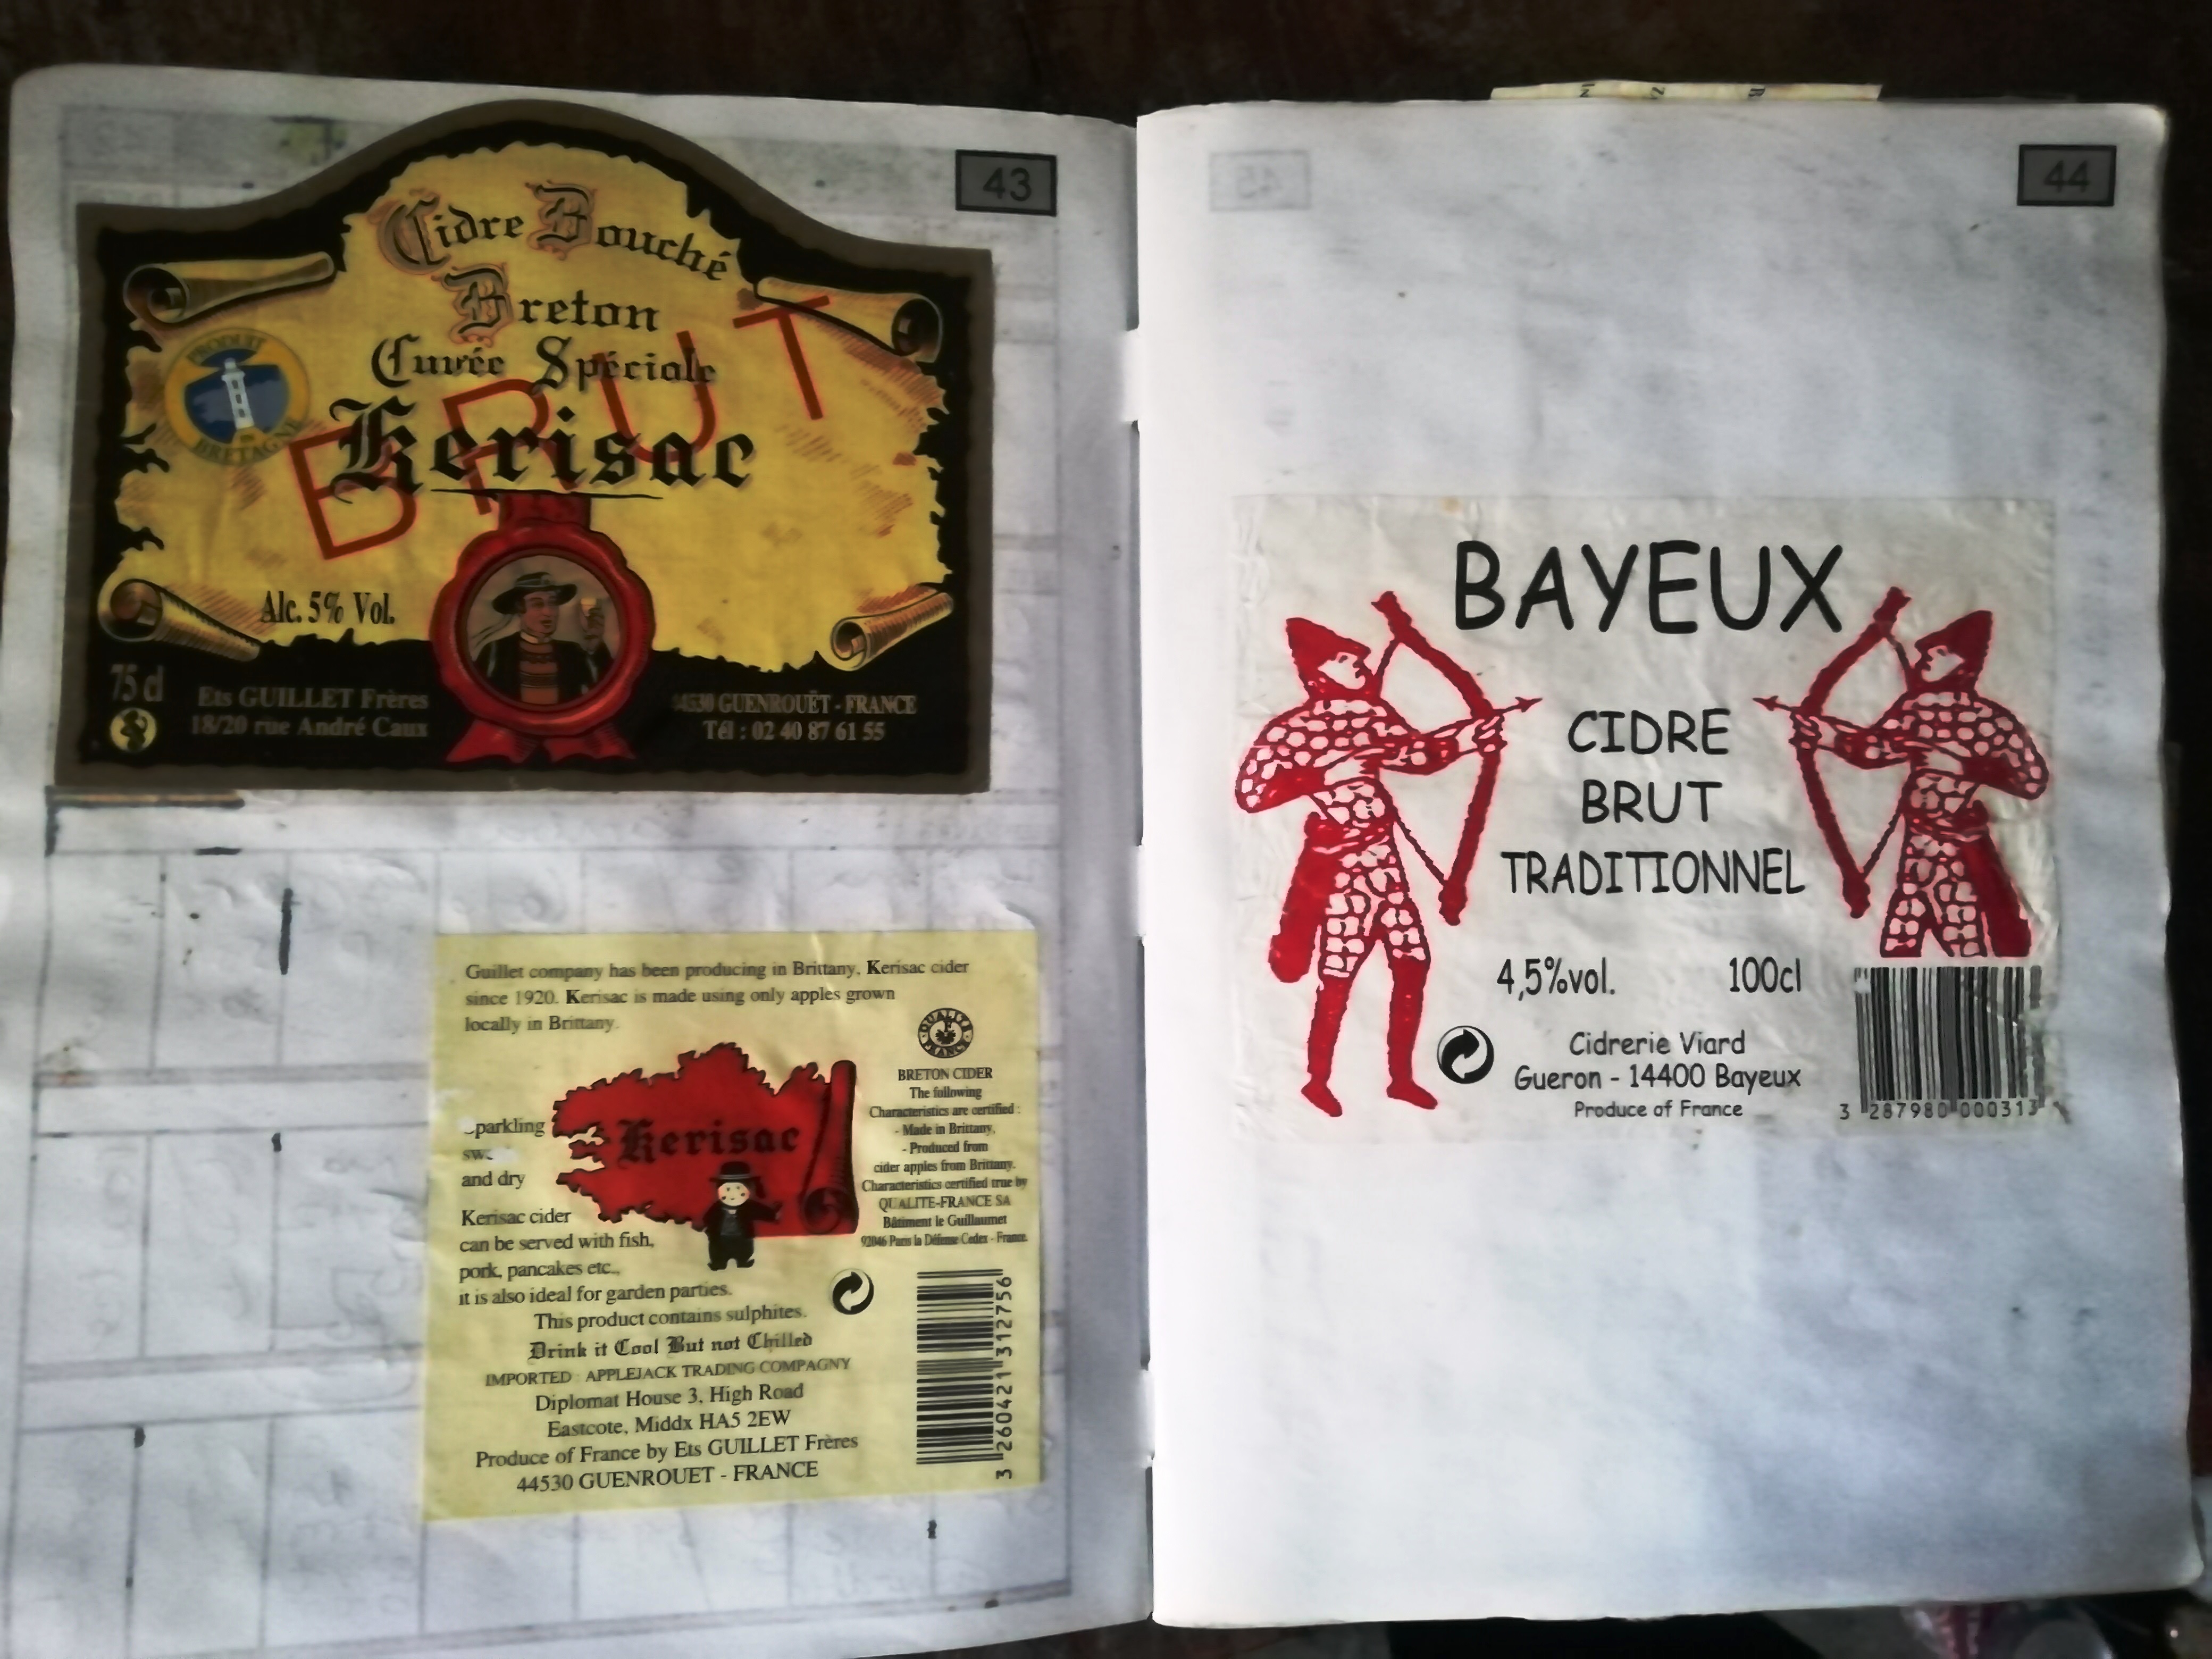 43
Cidre Bouché
Breton
Cuvée Spéciale
Kerisac
BRUT
PRODUIT
EN
BRETAGNE
Alc. 5% Vol.
75 cl
Ets GUILLET Frères
18/20 rue André Caux
44530 GUENROUËT - FRANCE
Tél : 02 40 87 61 55
Guillet company has been producing in Brittany, Kerisac cider
since 1920. Kerisac is made using only apples grown
locally in Brittany.
parkling
and dry
Kerisac cider
can be served with fish,
pork, pancakes etc.,
it is also ideal for garden parties.
This product contains sulphites.
Drink it Cool But not Chilled
IMPORTED : APPLEJACK TRADING COMPAGNY
Diplomat House 3, High Road
Eastcote, Middx HA5 2EW
Produce of France by Ets GUILLET Frères
44530 GUENROUET - FRANCE
Kerisac
QUALITE
FRANCE
BRETON CIDER
The following
Characteristics are certified :
- Made in Brittany,
- Produced from
cider apples from Brittany.
Characteristics certified true by
QUALITE-FRANCE SA
Bâtiment le Guillaumet
92046 Paris la Défense Cedex - France.
3 260421 312756
44
BAYEUX
CIDRE
BRUT
TRADITIONNEL
4,5%vol. 100cl
Cidrerie Viard
Gueron - 14400 Bayeux
Produce of France
3 287980 000313